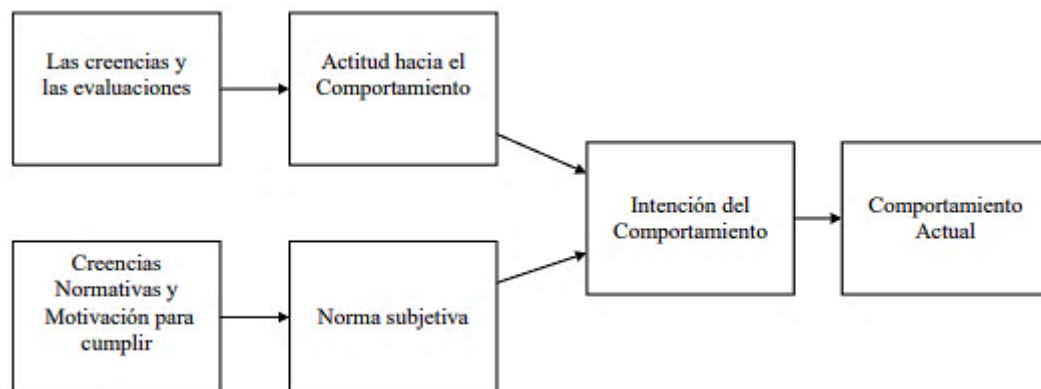 Las creencias y
las evaluaciones
Actitud hacia el
Comportamiento
Creencias
Normativas y
Motivación para
cumplir
Norma subjetiva
Intención del
Comportamiento
Comportamiento
Actual